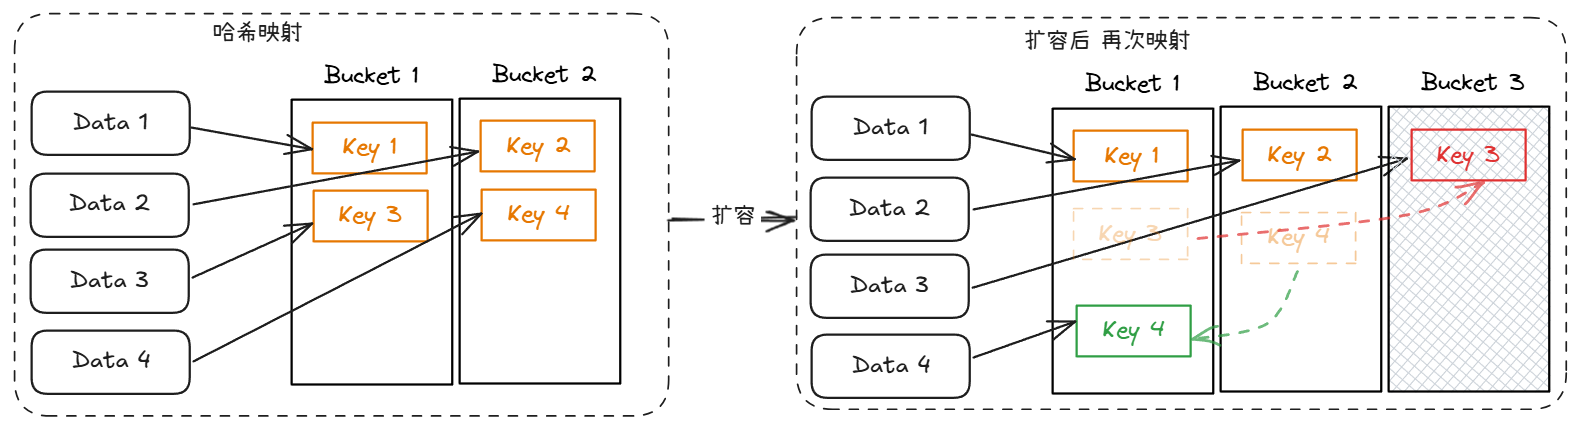 哈希映射
Bucket 1
Bucket 2
Data 1
Data 2
Data 3
Data 4
Key 1
Key 3
Key 2
Key 4
扩容
扩容后 再次映射
Bucket 1
Bucket 2
Bucket 3
Data 1
Data 2
Data 3
Data 4
Key 1
Key 3
Key 4
Key 2
Key 4
Key 3